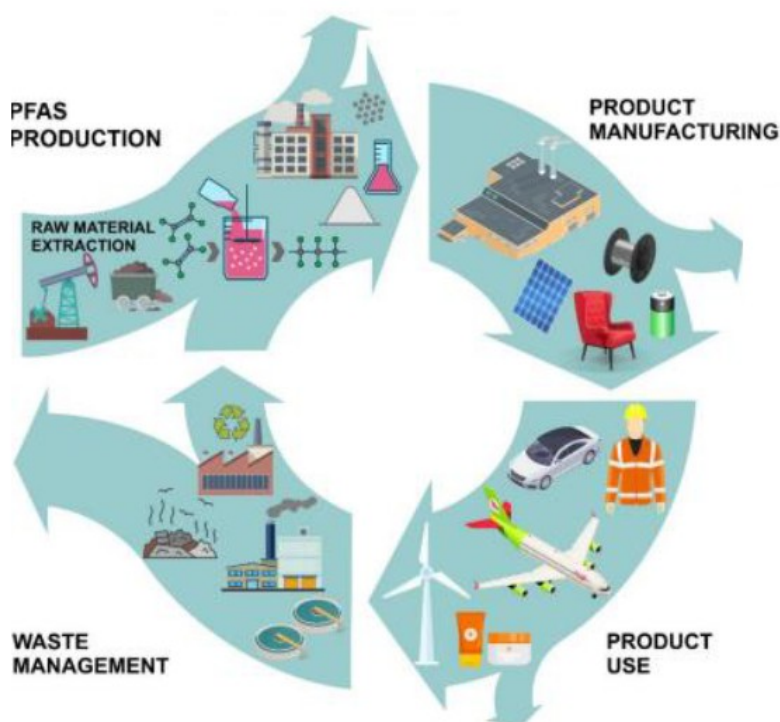 PFAS
PRODUCTION
RAW MATERIAL
EXTRACTION
PRODUCT
MANUFACTURING
WASTE
MANAGEMENT
PRODUCT
USE